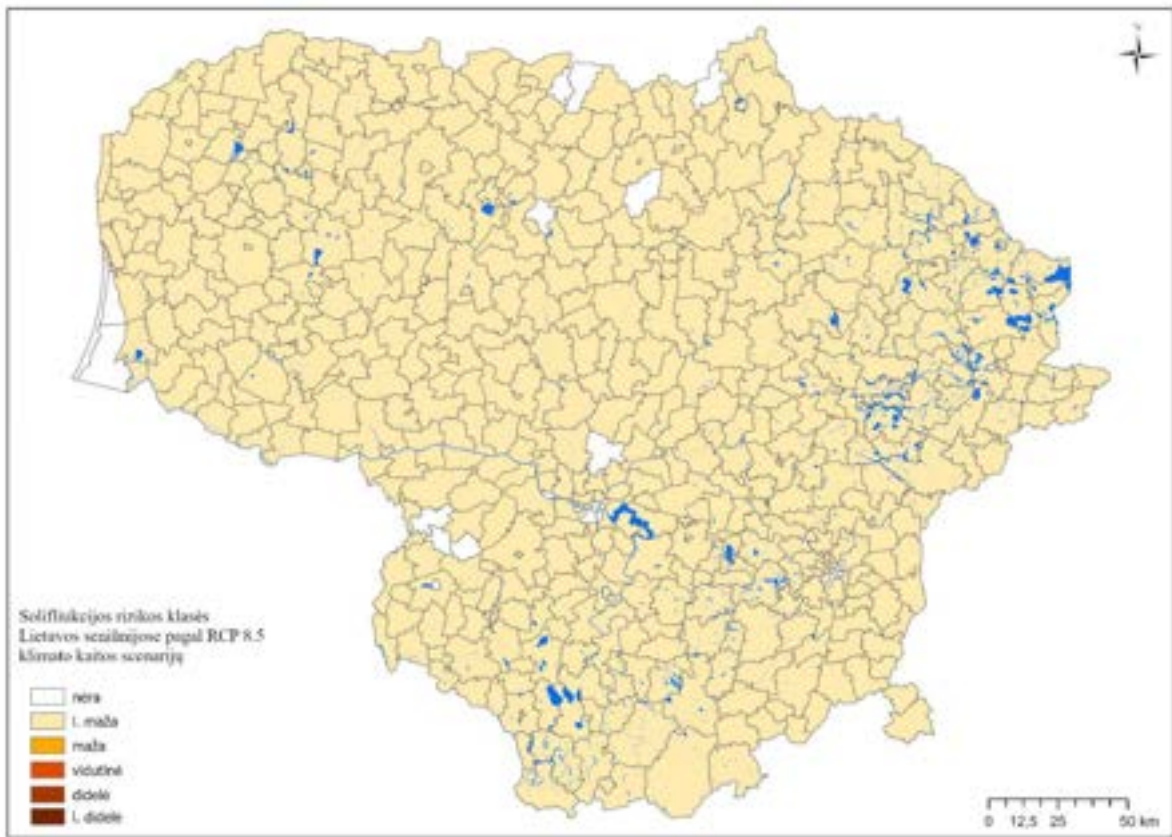 Solifliukcijos rizikos klasės
Lietuvos seniūnijose pagal RCP 8.5
klimato kaitos scenarijų
nėra
l. maža
maža
vidutinė
didelė
l. didelė
0 12,5 25 50 km